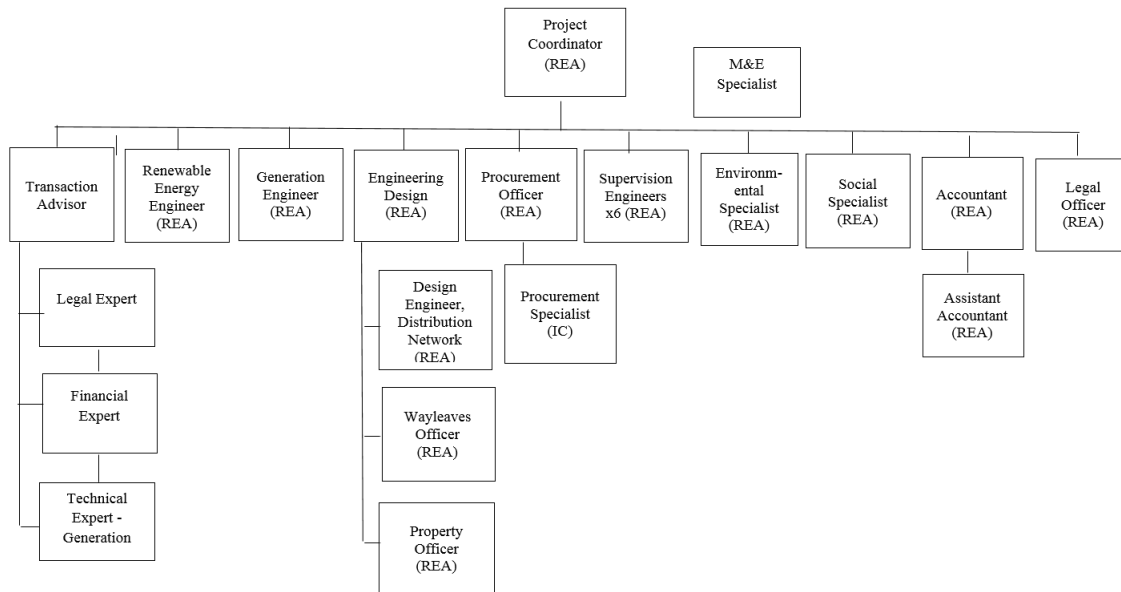 Project
Coordinator
(REA)
M&E
Specialist
Transaction
Advisor
Renewable
Energy
Engineer
(REA)
Generation
Engineer
(REA)
Engineering
Design
(REA)
Procurement
Officer
(REA)
Supervision
Engineers
x6 (REA)
Environm-
mental
Specialist
(REA)
Social
Specialist
(REA)
Accountant
(REA)
Legal
Officer
(REA)
Legal Expert
Financial
Expert
Technical
Expert -
Generation
Design
Engineer,
Distribution
Network
(REA)
Wayleaves
Officer
(REA)
Property
Officer
(REA)
Procurement
Specialist
(IC)
Assistant
Accountant
(REA)